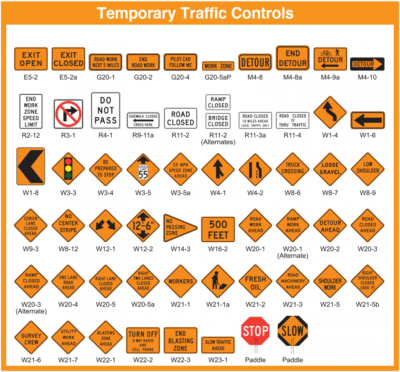 Temporary Traffic Controls
EXIT
OPEN
EXIT
CLOSED
ROAD WORK
NEXT 5 MILES
END
ROAD WORK
PILOT CAR
FOLLOW ME
WORK ZONE
DETOUR
END
DETOUR
DETOUR
DETOUR
E5-2
E5-2a
G20-1
G20-2
G20-4
G20-5aP
M4-8
M4-8a
M4-9a
M4-10
END
WORK
ZONE
SPEED
LIMIT
DO
NOT
PASS
SIDEWALK CLOSED
CROSS HERE
ROAD
CLOSED
RAMP
CLOSED
BRIDGE
CLOSED
ROAD CLOSED
10 MILES AHEAD
LOCAL TRAFFIC ONLY
ROAD CLOSED
TO
THRU TRAFFIC
R2-12
R3-1
R4-1
R9-11a
R11-2
R11-2
(Alternates)
R11-3a
R11-4
W1-4
W1-6
BE
PREPARED
TO STOP
SPEED
LIMIT
55
MPH
SPEED ZONE
AHEAD
TRUCK
CROSSING
LOOSE
GRAVEL
LOW
SHOULDER
W1-8
W3-3
W3-4
W3-5
W3-5a
W4-1
W4-2
W8-6
W8-7
W8-9
CENTER
LANE
CLOSED
AHEAD
NO
CENTER
STRIPE
12'-6"
NO
PASSING
ZONE
500
FEET
ROAD
WORK
AHEAD
RAMP
WORK
AHEAD
DETOUR
AHEAD
ROAD
CLOSED
AHEAD
W9-3
W8-12
W12-1
W12-2
W14-3
W16-2
W20-1
W20-1
(Alternate)
W20-2
W20-3
RAMP
CLOSED
AHEAD
ONE LANE
ROAD
AHEAD
RIGHT LANE
CLOSED
AHEAD
RIGHT
TWO LANES
CLOSED
AHEAD
WORKERS
FRESH
OIL
ROAD
MACHINERY
AHEAD
SHOULDER
WORK
RIGHT
SHOULDER
CLOSED
W20-3
(Alternate)
W20-4
W20-5
W20-5a
W21-1
W21-1a
W21-2
W21-3
W21-5
W21-5b
SURVEY
CREW
UTILITY
WORK
AHEAD
BLASTING
ZONE
AHEAD
TURN OFF
2-WAY RADIO
AND
CELL PHONE
END
BLASTING
ZONE
SLOW TRAFFIC
AHEAD
STOP
SLOW
W21-6
W21-7
W22-1
W22-2
W22-3
W23-1
Paddle
Paddle